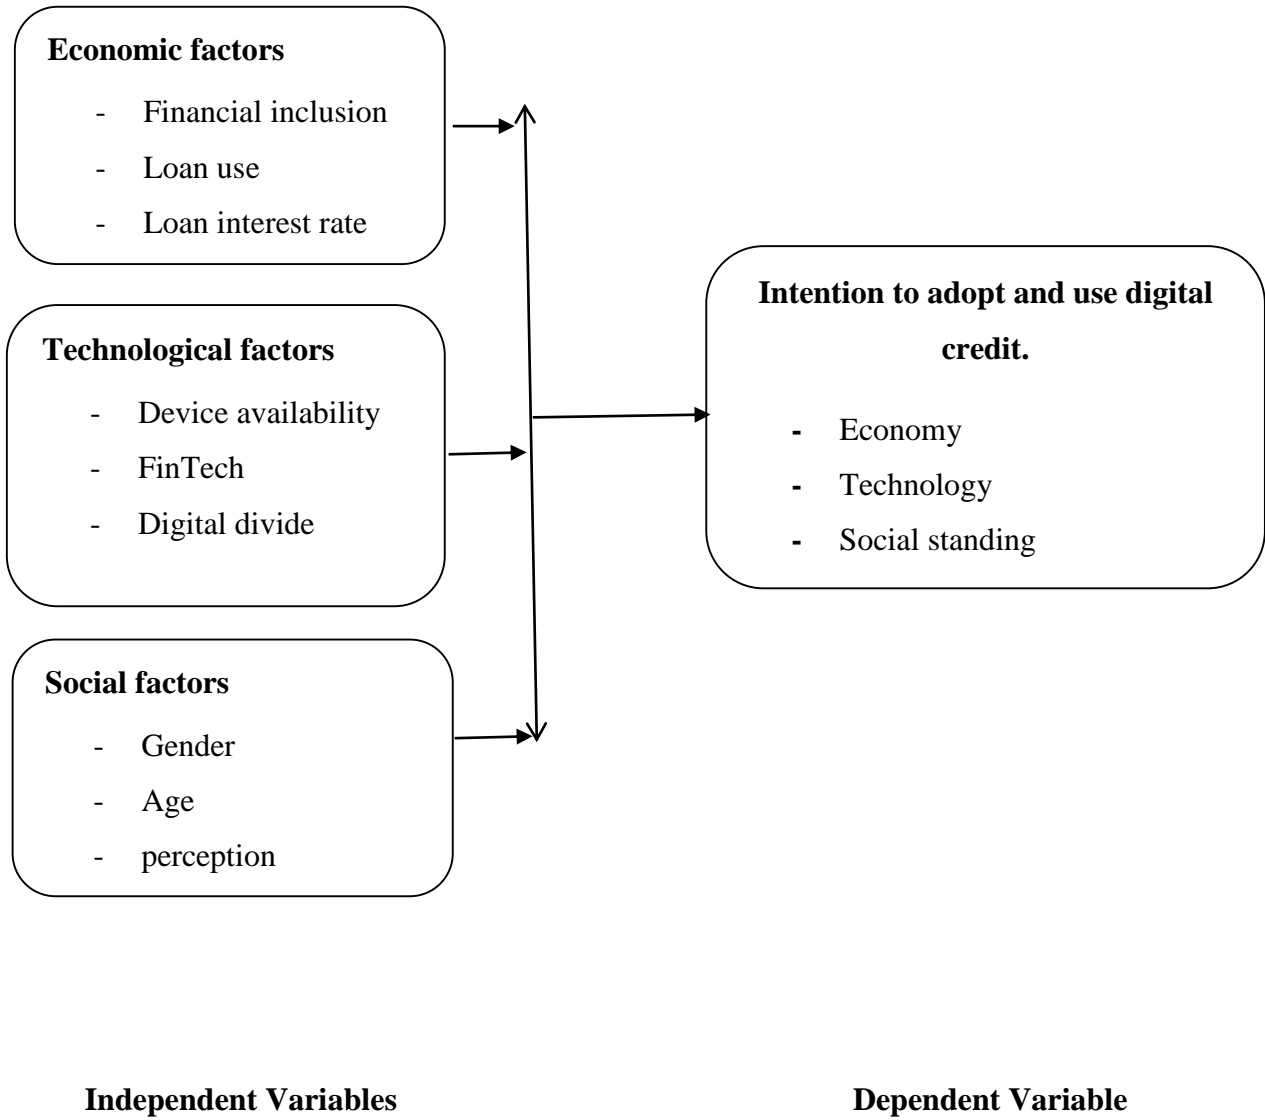 Economic factors
- Financial inclusion
- Loan use
- Loan interest rate
Technological factors
- Device availability
- FinTech
- Digital divide
Social factors
- Gender
- Age
- perception
Intention to adopt and use digital
credit.
- Economy
- Technology
- Social standing
Independent Variables
Dependent Variable